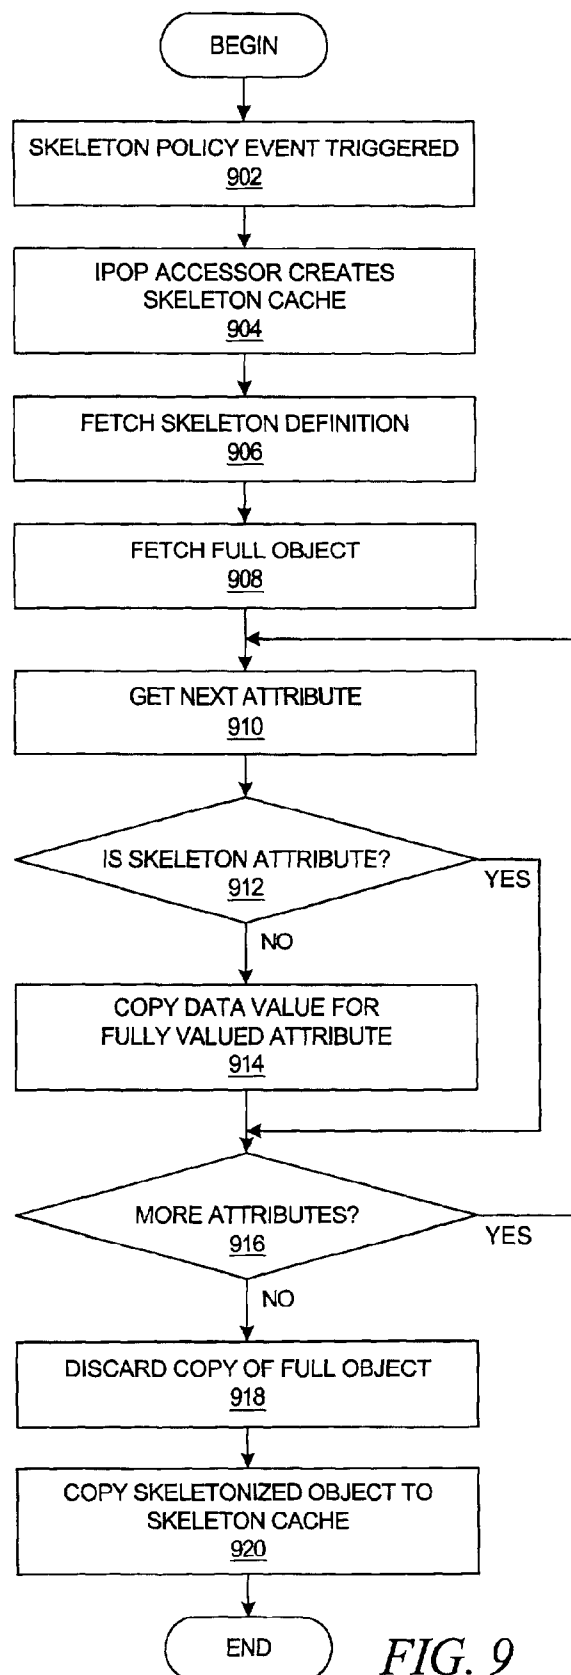 BEGIN
SKELETON POLICY EVENT TRIGGERED
902
IPOP ACCESSOR CREATES
SKELETON CACHE
904
FETCH SKELETON DEFINITION
906
FETCH FULL OBJECT
908
GET NEXT ATTRIBUTE
910
IS SKELETON ATTRIBUTE?
912
YES
NO
COPY DATA VALUE FOR
FULLY VALUED ATTRIBUTE
914
MORE ATTRIBUTES?
916
YES
NO
DISCARD COPY OF FULL OBJECT
918
COPY SKELETONIZED OBJECT TO
SKELETON CACHE
920
END
FIG. 9